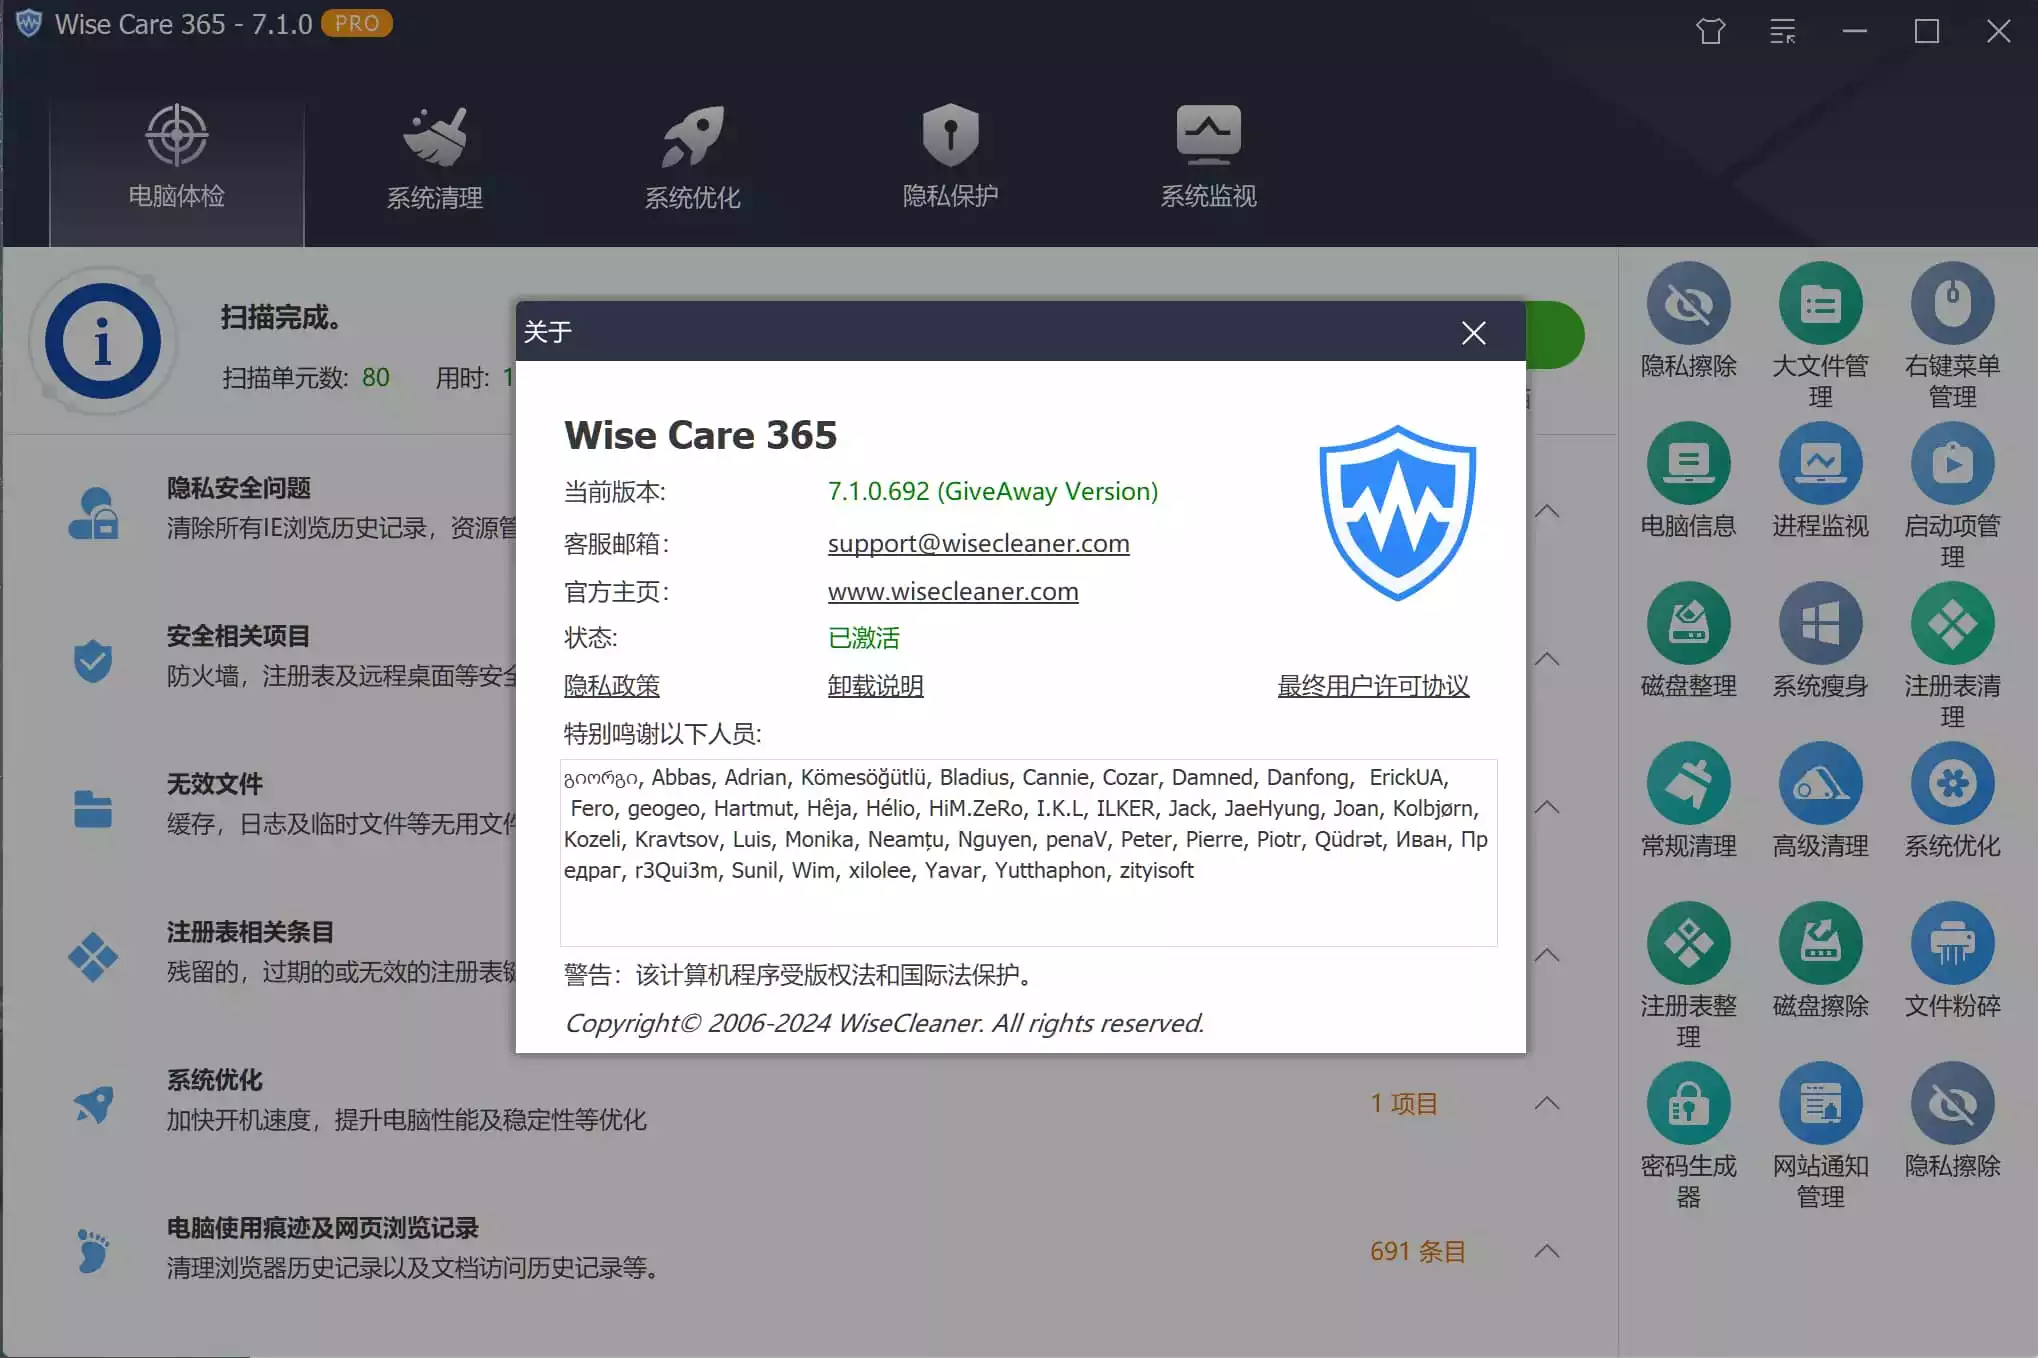 Wise Care 365 - 7.1.0 PRO
电脑体检
系统清理
系统优化
隐私保护
系统监视
扫描完成。
扫描单元数: 80
用时: 1
隐私安全问题
清除所有IE浏览历史记录，资源管
安全相关项目
防火墙，注册表及远程桌面等安全
无效文件
缓存，日志及临时文件等无用文件
注册表相关条目
残留的，过期的或无效的注册表键
系统优化
加快开机速度，提升电脑性能及稳定性等优化
1 项目
电脑使用痕迹及网页浏览记录
清理浏览器历史记录以及文档访问历史记录等。
691 条目
关于
Wise Care 365
当前版本: 7.1.0.692 (GiveAway Version)
客服邮箱: support@wisecleaner.com
官方主页: www.wisecleaner.com
状态: 已激活
隐私政策 卸载说明 最终用户许可协议
特别鸣谢以下人员:
გიორგი, Abbas, Adrian, Kömesöğütlü, Bladius, Cannie, Cozar, Damned, Danfong, ErickUA,
Fero, geogeo, Hartmut, Hêja, Hélio, HiM.ZeRo, I.K.L, ILKER, Jack, JaeHyung, Joan, Kolbjørn,
Kozeli, Kravtsov, Luis, Monika, Neamțu, Nguyen, penaV, Peter, Pierre, Piotr, Qüdrət, Иван, Пр
едраг, r3Qui3m, Sunil, Wim, xilolee, Yavar, Yutthaphon, zityisoft
警告：该计算机程序受版权法和国际法保护。
Copyright© 2006-2024 WiseCleaner. All rights reserved.
隐私擦除
大文件管
理
右键菜单
管理
电脑信息
进程监视
启动项管
理
磁盘整理
系统瘦身
注册表清
理
常规清理
高级清理
系统优化
注册表整
理
磁盘擦除
文件粉碎
密码生成
器
网站通知
管理
隐私擦除